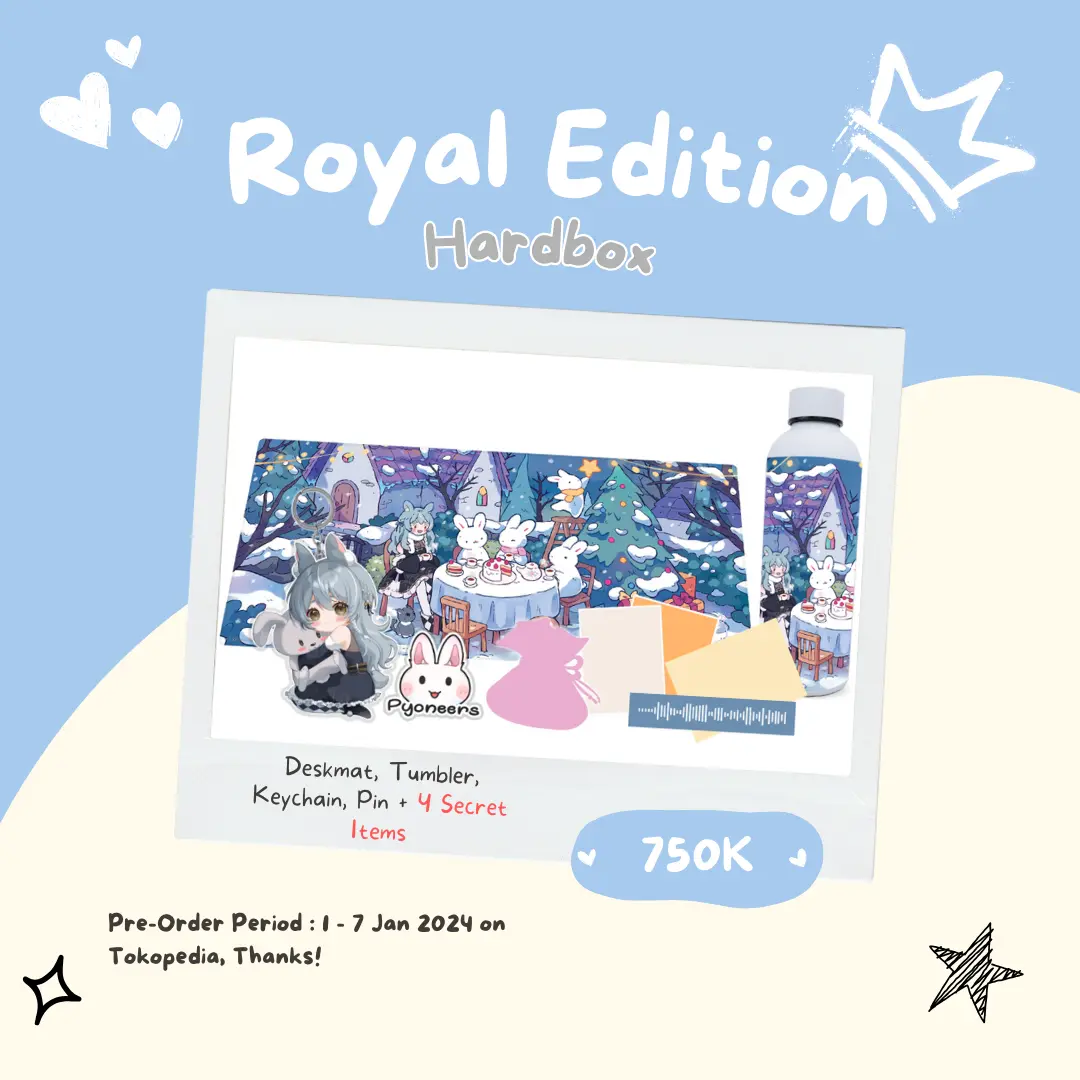 Royal Edition
Hardbox
Pyoneers
Deskmat, Tumbler,
Keychain, Pin + 4 Secret
Items
750K
Pre-Order Period : 1 - 7 Jan 2024 on
Tokopedia, Thanks!